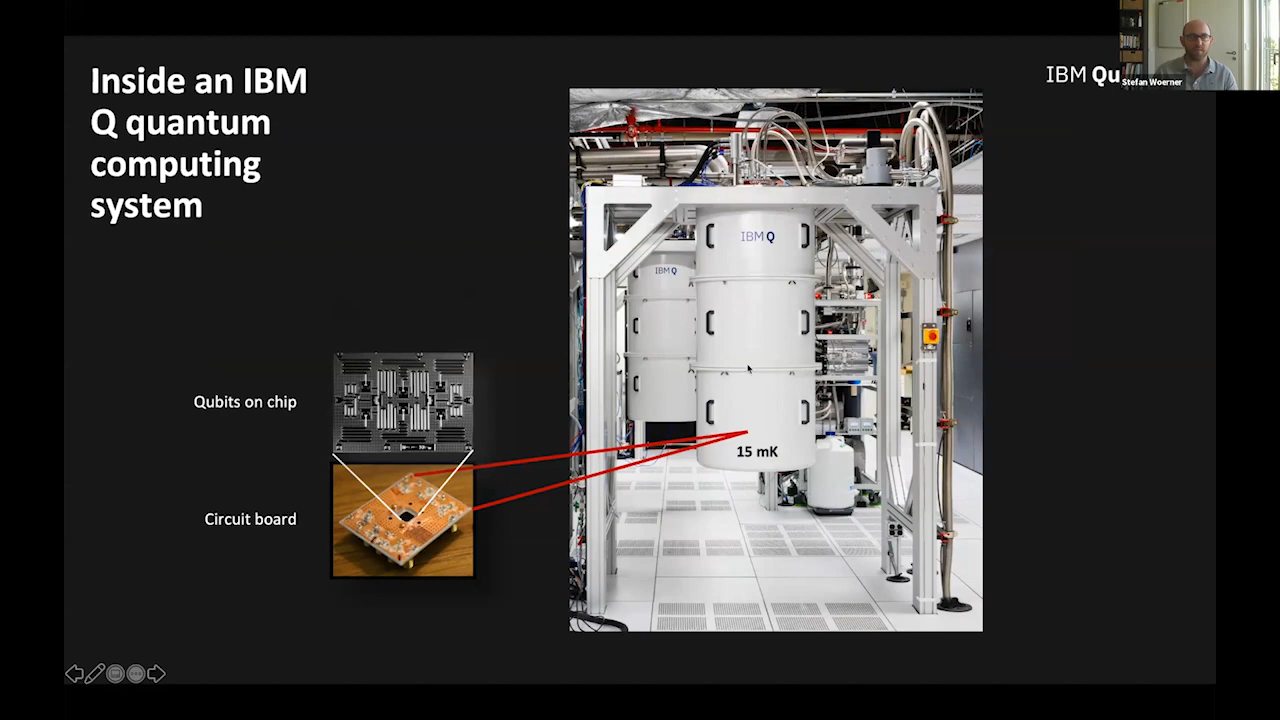 Inside an IBM
Q quantum
computing
system
IBM Qu
Stefan Woerner
IBM Q
IBM Q
Qubits on chip
15 mK
Circuit board